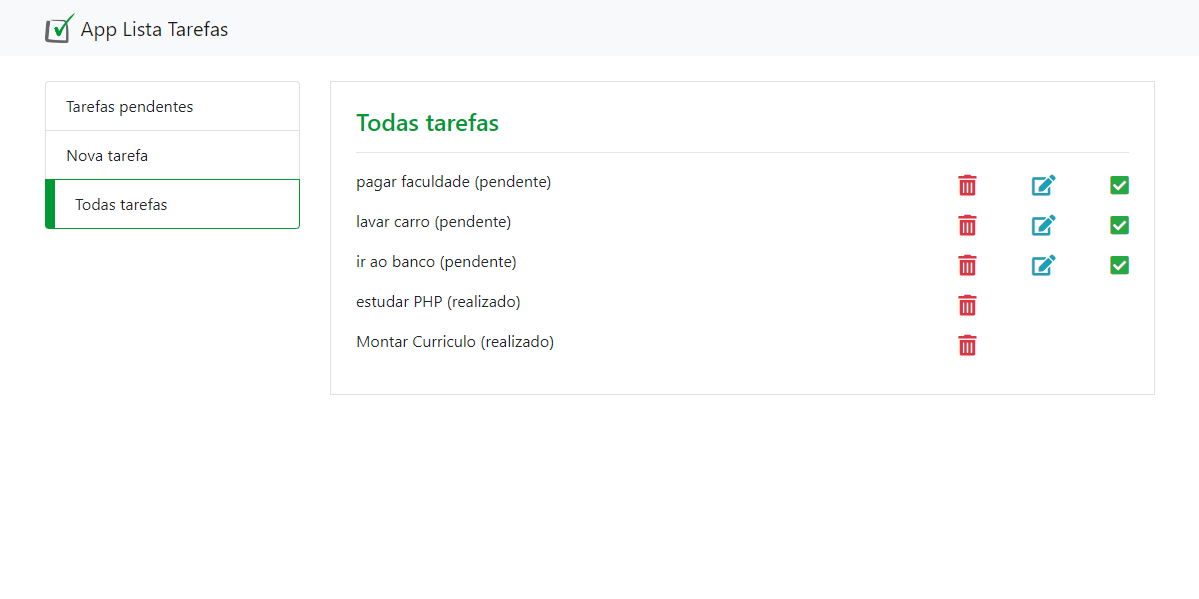 App Lista Tarefas
Tarefas pendentes
Nova tarefa
Todas tarefas
Todas tarefas
pagar faculdade (pendente)
lavar carro (pendente)
ir ao banco (pendente)
estudar PHP (realizado)
Montar Curriculo (realizado)